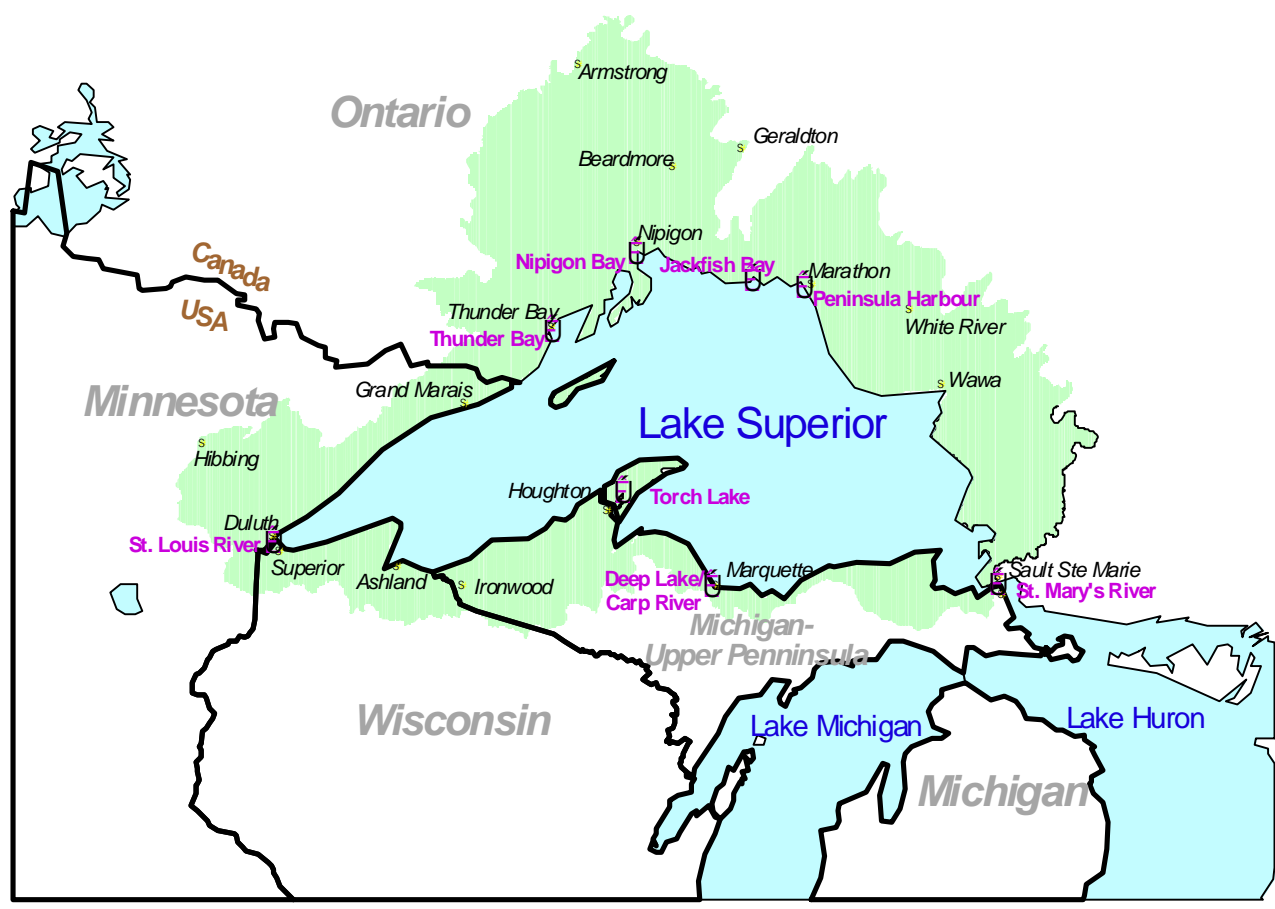 Armstrong
Ontario
Geraldton
Beardmore
Nipigon
Canada
Nipigon Bay
Jackfish Bay
Marathon
USA
Peninsula Harbour
Thunder Bay
White River
Thunder Bay
Grand Marais
Wawa
Minnesota
Lake Superior
Hibbing
Houghton
Torch Lake
Duluth
St. Louis River
Superior
Ashland
Ironwood
Deep Lake/
Carp River
Marquette
Sault Ste Marie
St. Mary's River
Michigan-
Upper Penninsula
Wisconsin
Lake Michigan
Lake Huron
Michigan